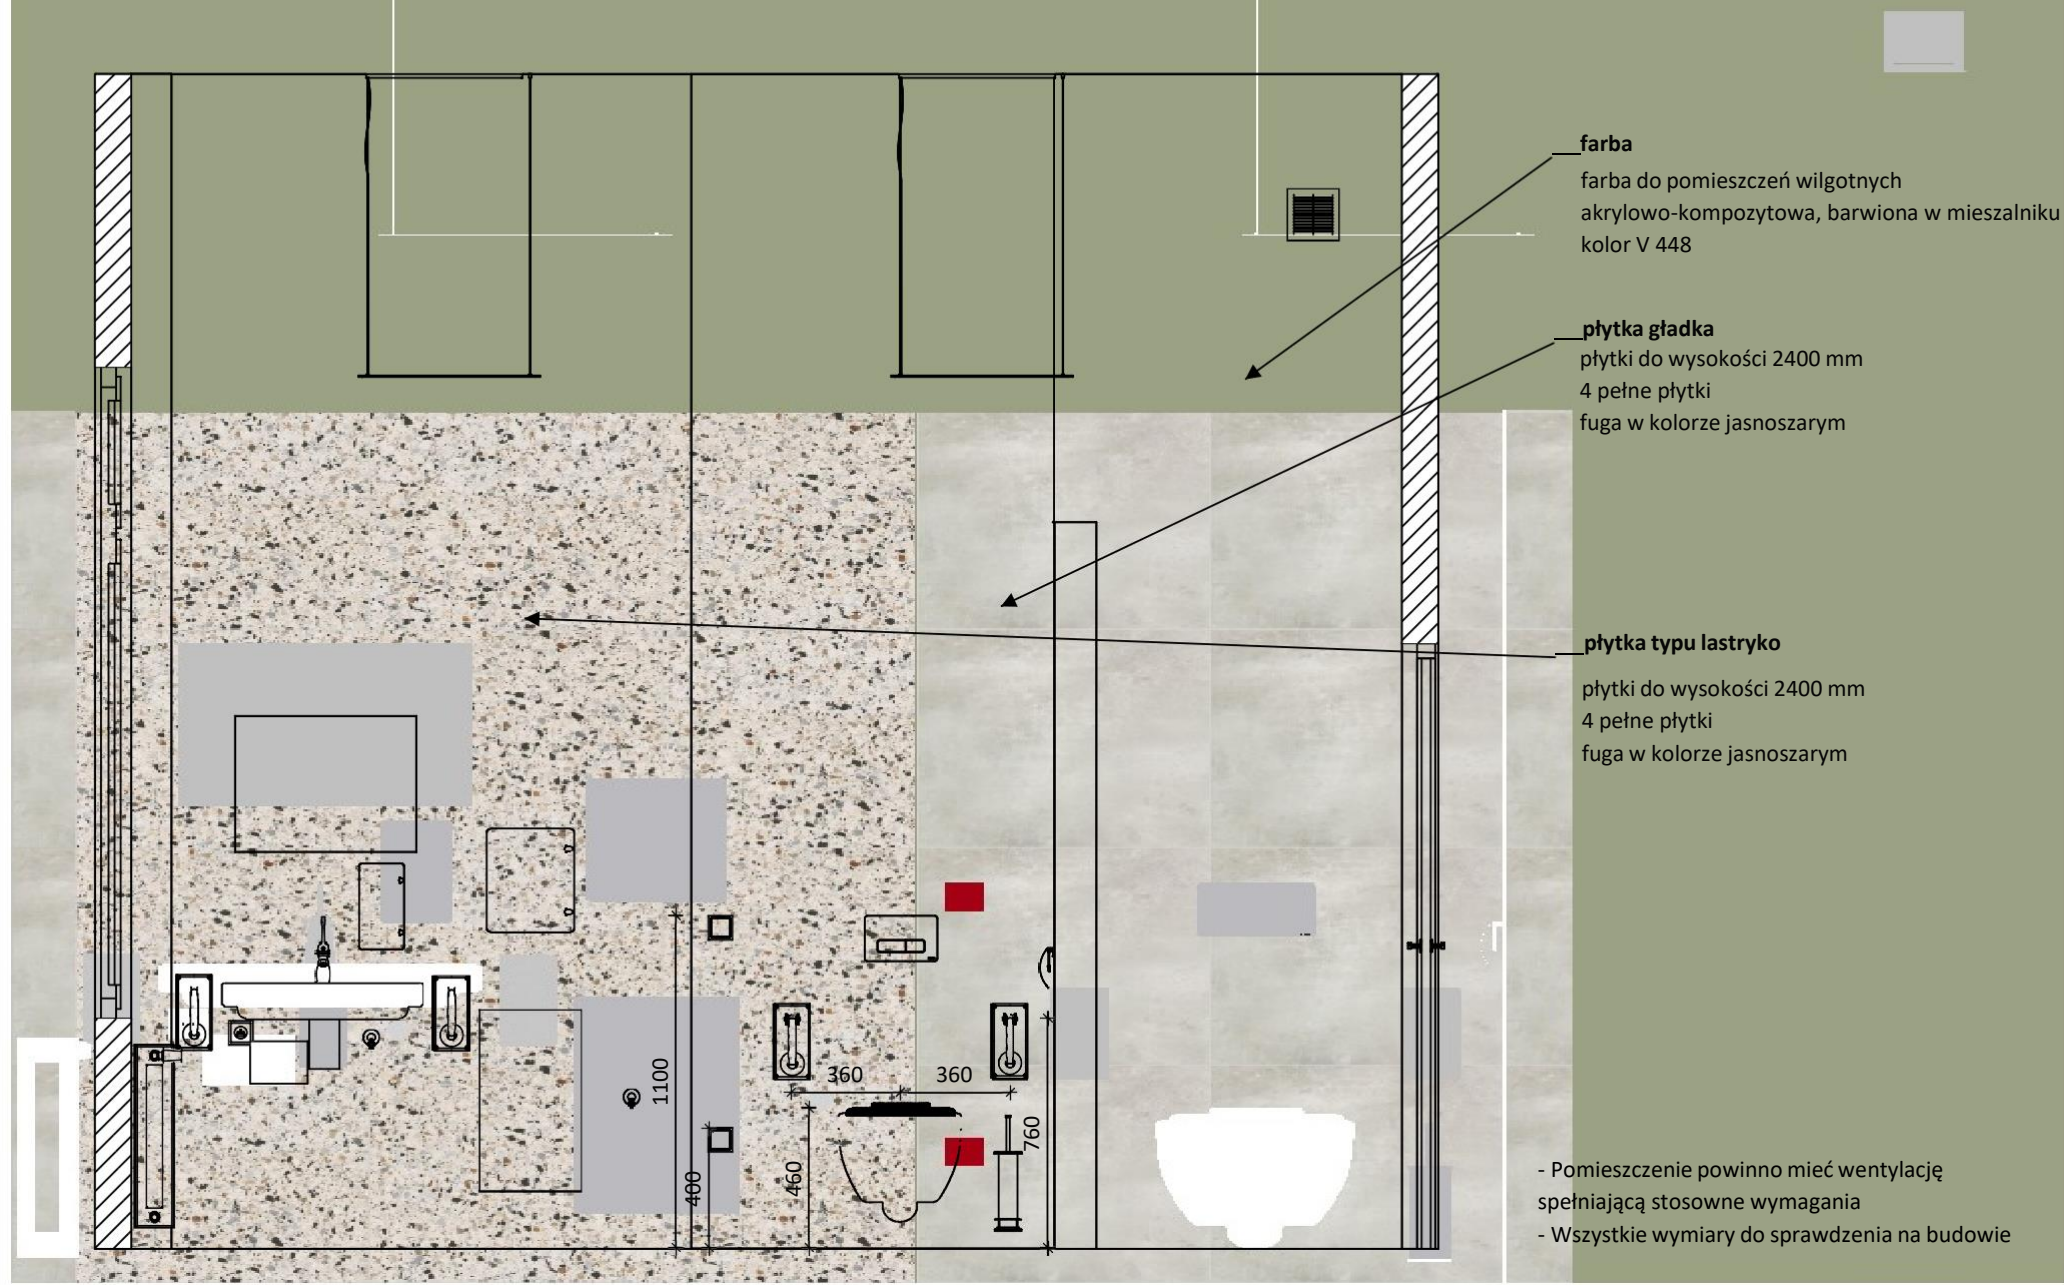 farba
farba do pomieszczeń wilgotnych
akrylowo-kompozytowa, barwiona w mieszalniku
kolor V 448
płytka gładka
płytki do wysokości 2400 mm
4 pełne płytki
fuga w kolorze jasnoszarym
płytka typu lastryko
płytki do wysokości 2400 mm
4 pełne płytki
fuga w kolorze jasnoszarym
1100
400
360
360
460
760
- Pomieszczenie powinno mieć wentylację
spełniającą stosowne wymagania
- Wszystkie wymiary do sprawdzenia na budowie